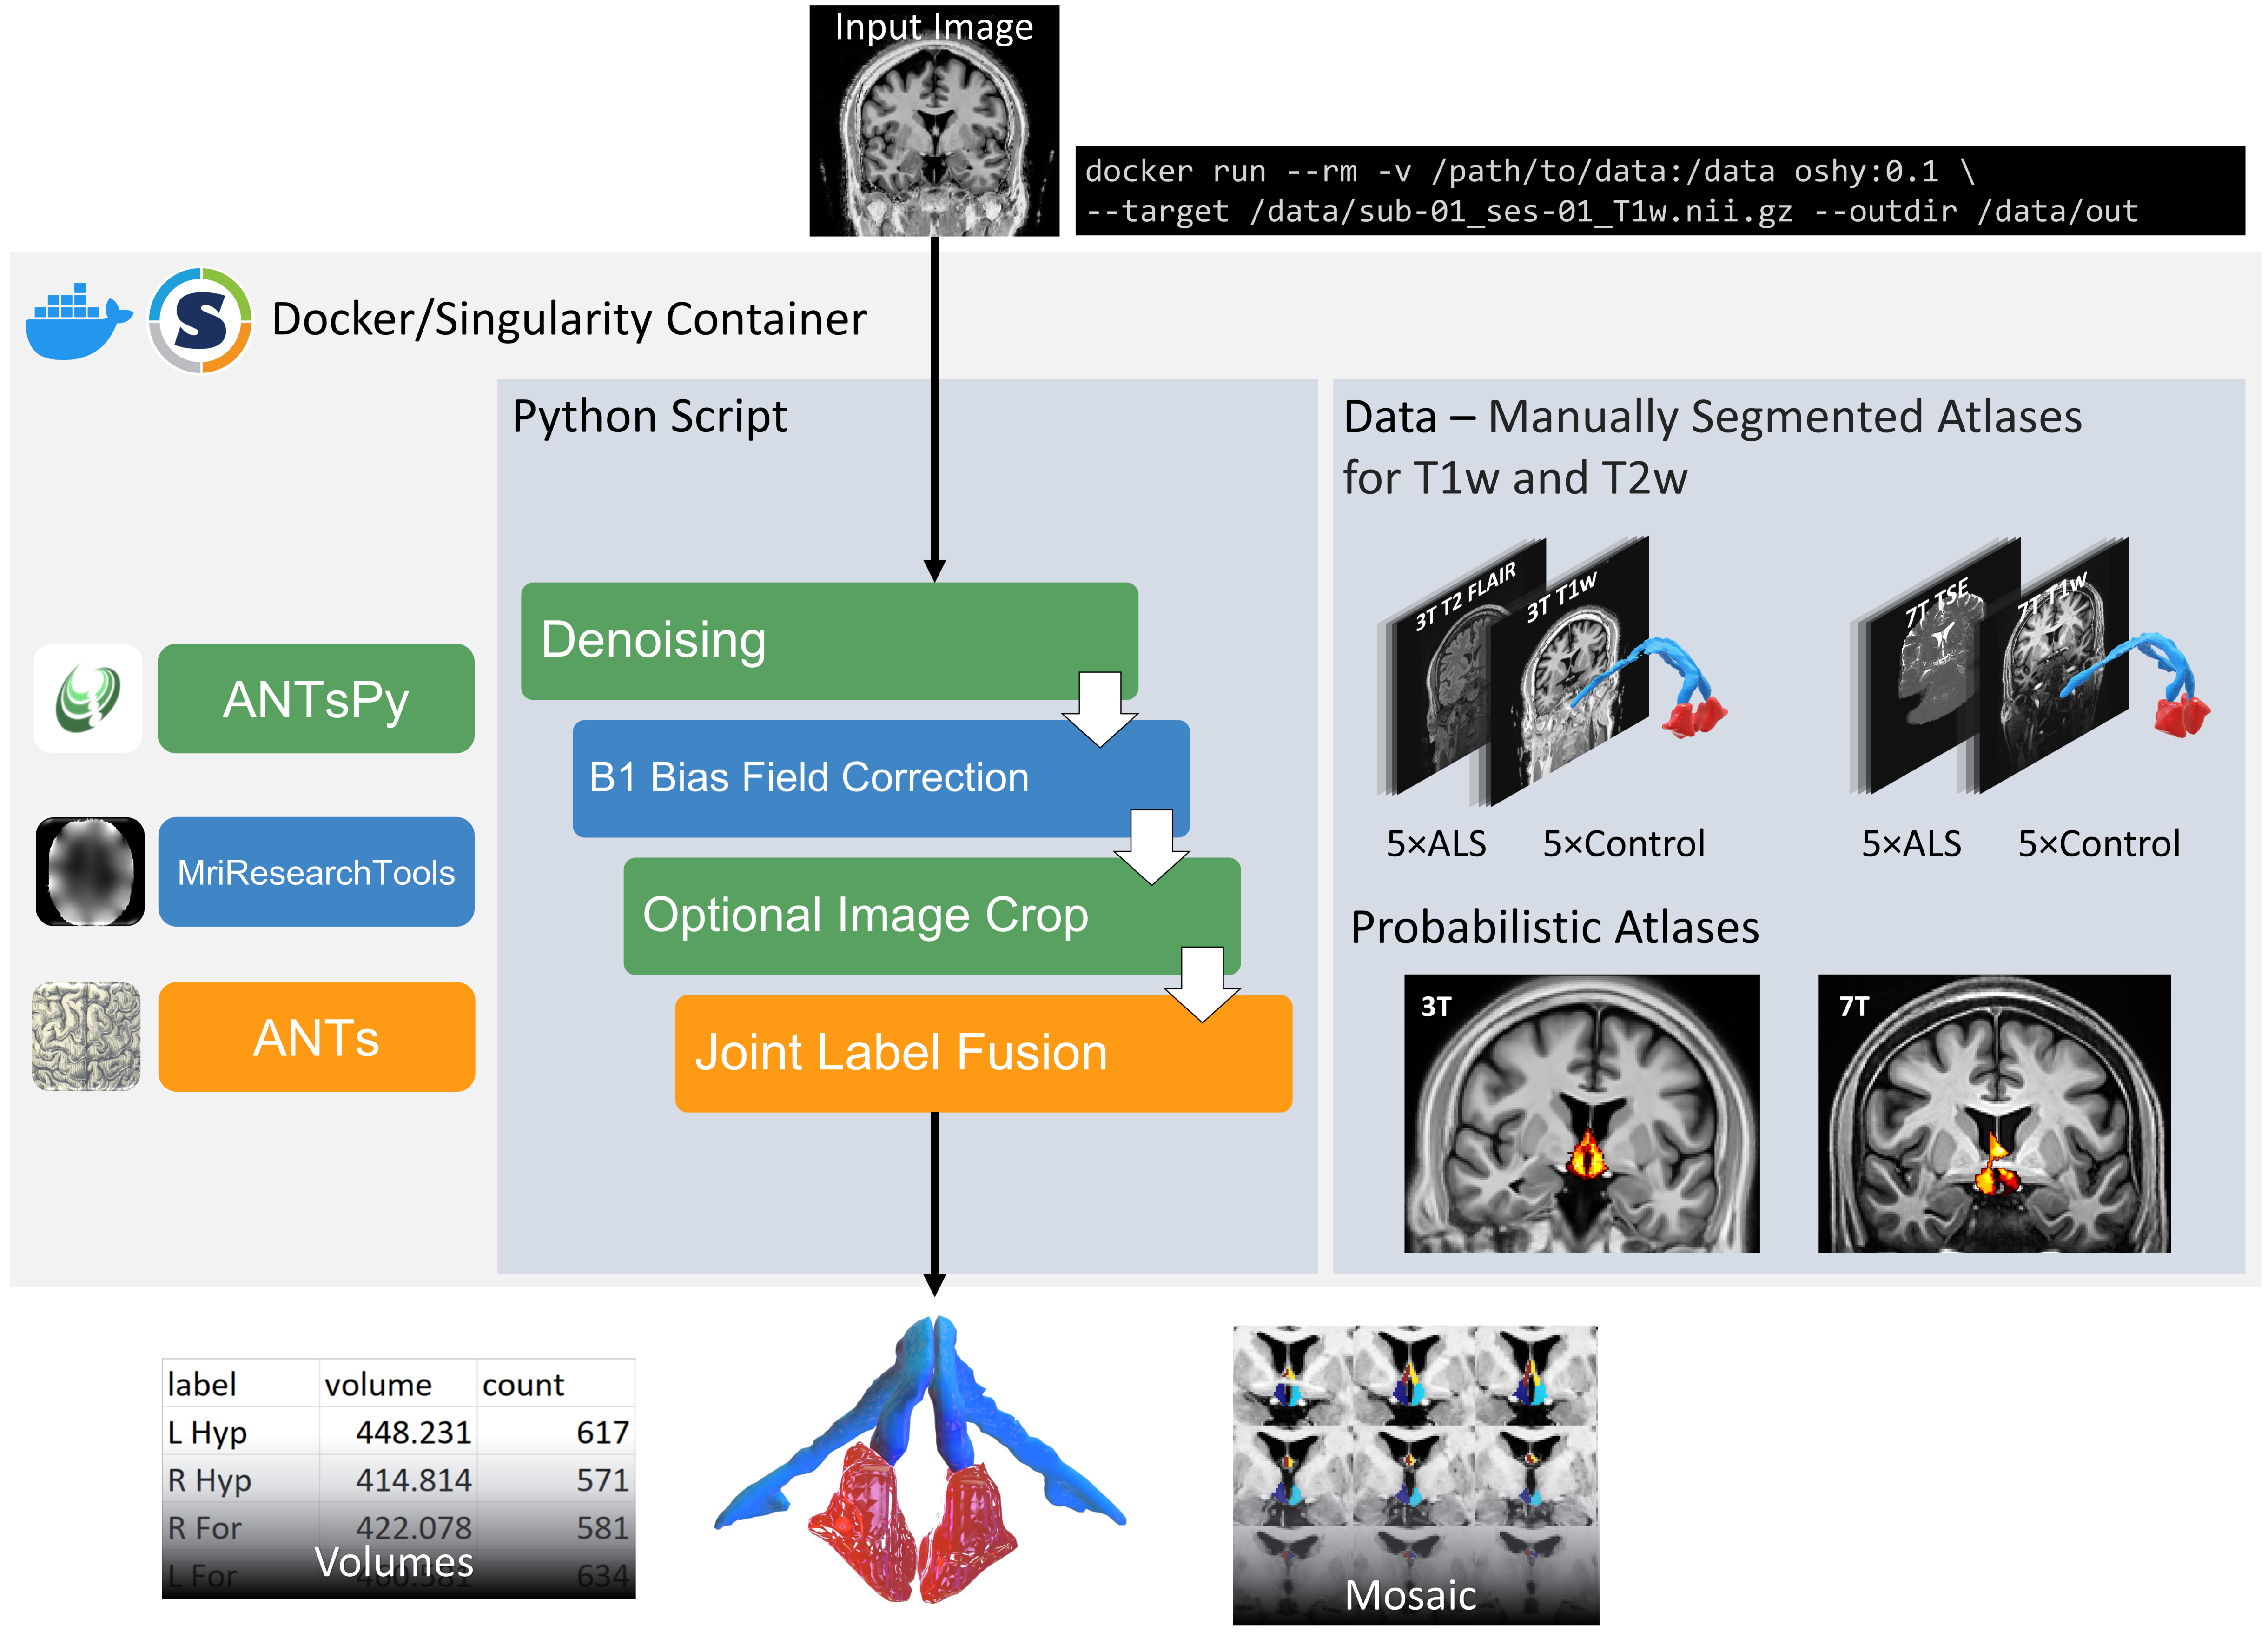 Input Image
docker run --rm -v /path/to/data:/data oshy:0.1 \
--target /data/sub-01_ses-01_T1w.nii.gz --outdir /data/out
S
Docker/Singularity Container
Python Script
Denoising
B1 Bias Field Correction
Optional Image Crop
Joint Label Fusion
ANTsPy
MriResearchTools
ANTs
Data – Manually Segmented Atlases
for T1w and T2w
3T T2 FLAIR
3T T1w
7T TSE
7T T1w
5×ALS
5×Control
5×ALS
5×Control
Probabilistic Atlases
3T
7T
label volume count
L Hyp 448.231 617
R Hyp 414.814 571
R For 422.078 581
L For 460.581 634
Volumes
Mosaic